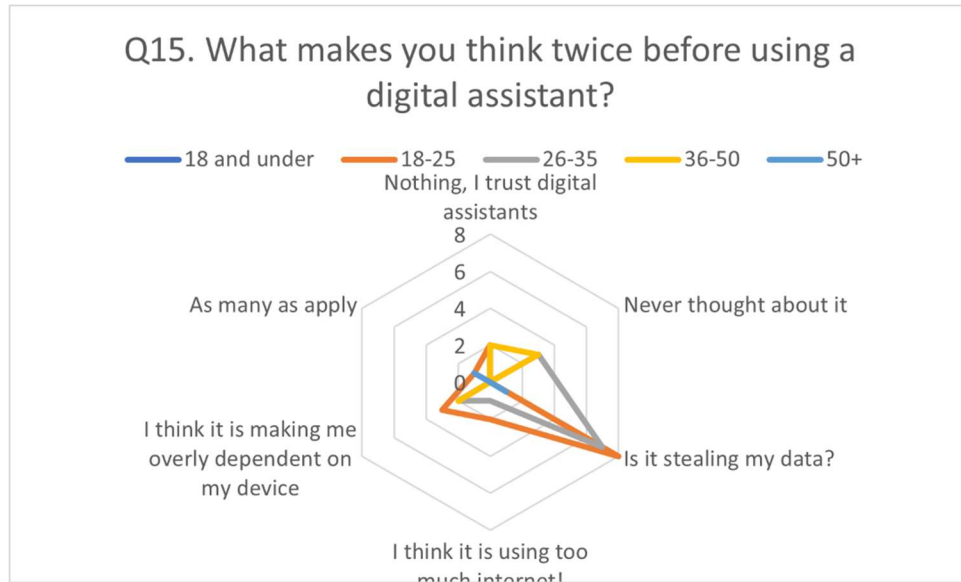 Q15. What makes you think twice before using a
digital assistant?
18 and under 18-25 26-35 36-50 50+
Nothing, I trust digital
assistants
8
6
As many as apply
Never thought about it
4
2
0
I think it is making me
overly dependent on
my device
Is it stealing my data?
I think it is using too
much internet!